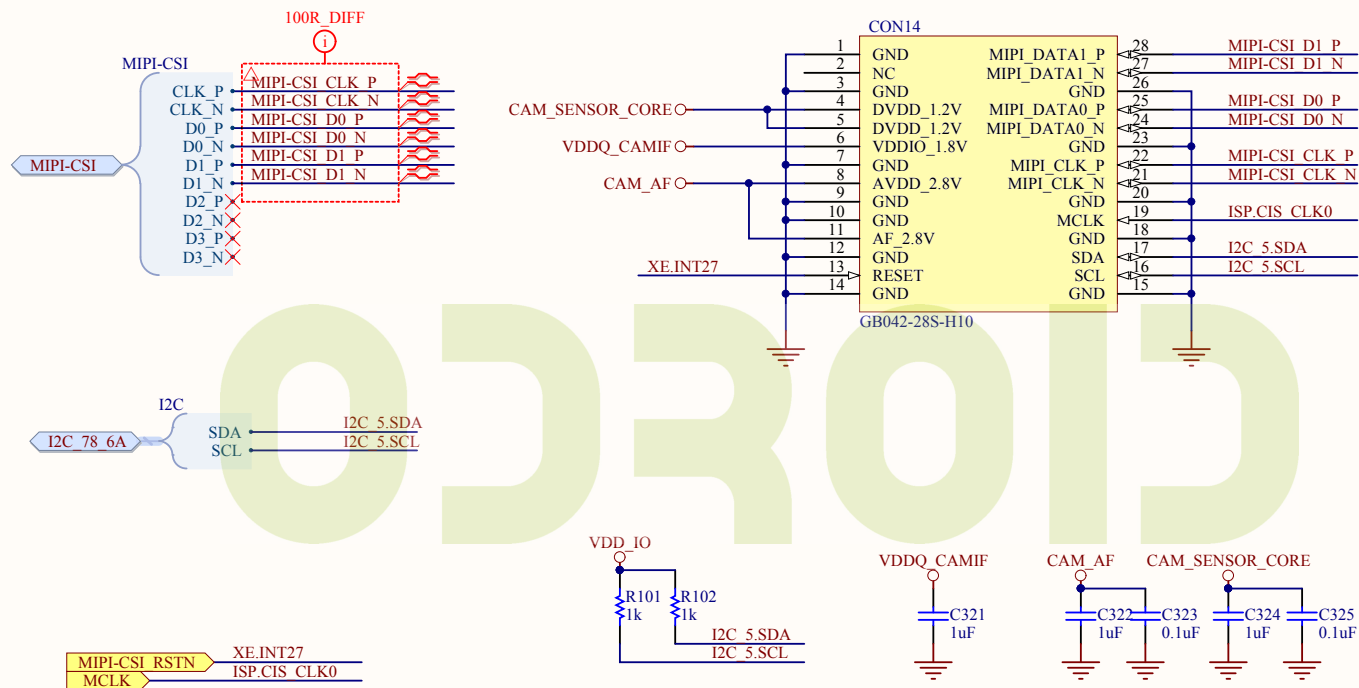 100R_DIFF
i
MIPI-CSI
CLK_P MIPI-CSI_CLK_P
CLK_N MIPI-CSI_CLK_N
D0_P MIPI-CSI_D0_P
D0_N MIPI-CSI_D0_N
D1_P MIPI-CSI_D1_P
D1_N MIPI-CSI_D1_N
D2_P
D2_N
D3_P
D3_N
MIPI-CSI
CON14
1 GND MIPI_DATA1_P 28 MIPI-CSI_D1_P
2 NC MIPI_DATA1_N 27 MIPI-CSI_D1_N
3 GND GND 26
CAM_SENSOR_CORE 4 DVDD_1.2V MIPI_DATA0_P 25 MIPI-CSI_D0_P
5 DVDD_1.2V MIPI_DATA0_N 24 MIPI-CSI_D0_N
VDDQ_CAMIF 6 VDDIO_1.8V GND 23
7 GND MIPI_CLK_P 22 MIPI-CSI_CLK_P
CAM_AF 8 AVDD_2.8V MIPI_CLK_N 21 MIPI-CSI_CLK_N
9 GND GND 20
10 GND MCLK 19 ISP.CIS_CLK0
11 AF_2.8V GND 18
12 GND SDA 17 I2C_5.SDA
XE.INT27 13 RESET SCL 16 I2C_5.SCL
14 GND GND 15
GB042-28S-H10
ODROID
I2C
I2C_78_6A
SDA I2C_5.SDA
SCL I2C_5.SCL
VDD_IO
R101 1k
R102 1k
I2C_5.SDA
I2C_5.SCL
VDDQ_CAMIF
C321 1uF
CAM_AF
C322 1uF
C323 0.1uF
CAM_SENSOR_CORE
C324 1uF
C325 0.1uF
MIPI-CSI_RSTN XE.INT27
MCLK ISP.CIS_CLK0